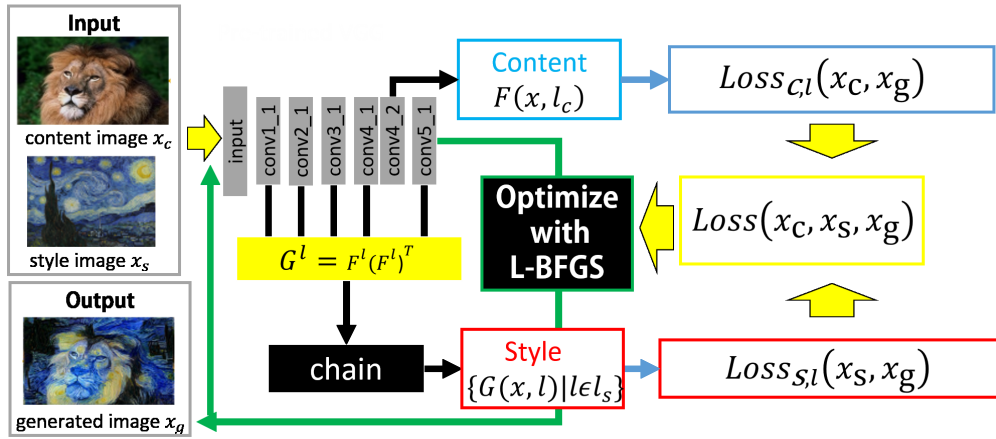 Input
content image x_c
style image x_s
Output
generated image x_g
input
conv1_1
conv2_1
conv3_1
conv4_1
conv4_2
conv5_1
G^l = F^l(F^l)^T
chain
Content
F(x, l_c)
Optimize
with
L-BFGS
Style
{G(x, l)|lϵl_s}
Loss_{C,l}(x_c, x_g)
Loss(x_c, x_s, x_g)
Loss_{S,l}(x_s, x_g)